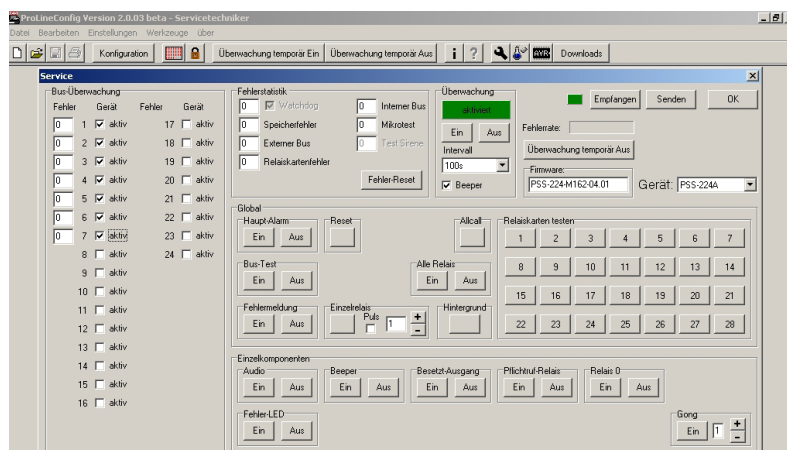 ProLineConfig Version 2.0.03 beta - Servicetechniker
Datei Bearbeiten Einstellungen Werkzeuge über
Konfiguration Überwachung temporär Ein Überwachung temporär Aus i ? AVR Downloads
Service
Bus-Überwachung
Fehler Gerät Fehler Gerät
0 1 aktiv 17 aktiv
0 2 aktiv 18 aktiv
0 3 aktiv 19 aktiv
0 4 aktiv 20 aktiv
0 5 aktiv 21 aktiv
0 6 aktiv 22 aktiv
0 7 aktiv 23 aktiv
8 aktiv 24 aktiv
9 aktiv
10 aktiv
11 aktiv
12 aktiv
13 aktiv
14 aktiv
15 aktiv
16 aktiv
Fehlerstatistik
0 Watchdog 0 Interner Bus
0 Speicherfehler 0 Mikrotest
0 Externer Bus 0 Test Sirene
0 Relaiskartenfehler
Fehler-Reset
Überwachung
aktiviert
Ein Aus
Intervall
100s
Beeper
Empfangen Senden OK
Fehlerrate:
Überwachung temporär Aus
Firmware:
PSS-224-M162-04.01 Gerät: PSS-224A
Global
Haupt-Alarm Reset Allcall
Ein Aus
Bus-Test Alle Relais
Ein Aus Ein Aus
Fehlermeldung Einzelrelais Hintergrund
Ein Aus Puls 1 + -
Relaiskarten testen
1 2 3 4 5 6 7
8 9 10 11 12 13 14
15 16 17 18 19 20 21
22 23 24 25 26 27 28
Einzelkomponenten
Audio Beeper Besetzt-Ausgang Pflichtruf-Relais Relais 0
Ein Aus Ein Aus Ein Aus Ein Aus Ein Aus
Fehler-LED Gong
Ein Aus Ein 1 + -